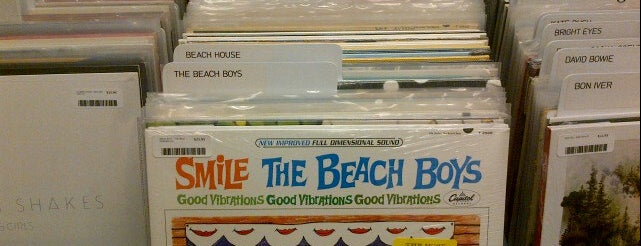 BEACH HOUSE
THE BEACH BOYS
NEW IMPROVED FULL DIMENSIONAL SOUND
SMiLE THE BEACH BOYS
Good Vibrations Good Vibrations Good Vibrations
Capitol
SHAKES
GIRLS
BRIGHT EYES
DAVID BOWIE
BON IVER